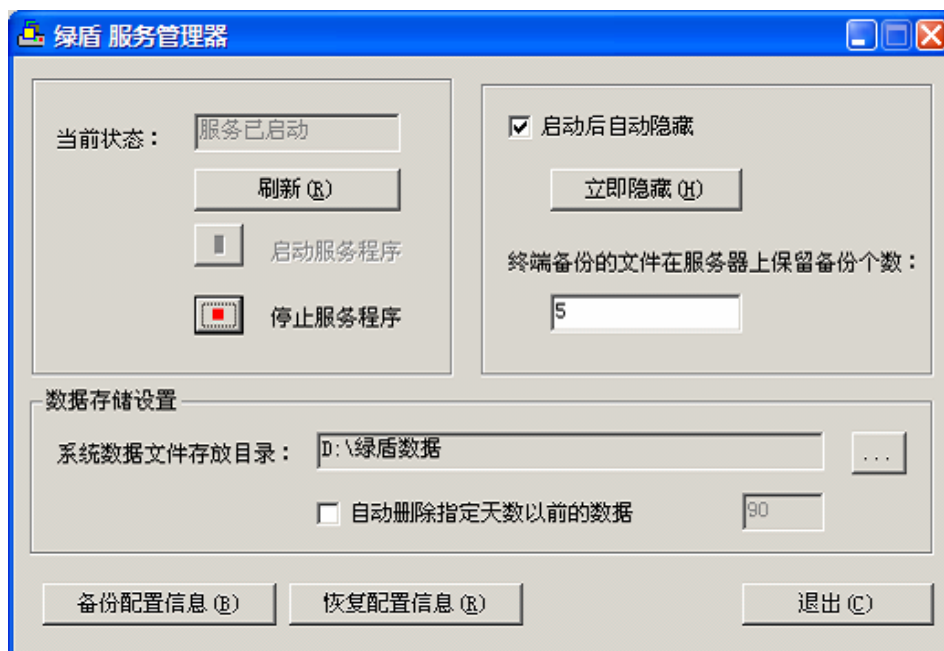 绿盾 服务管理器
当前状态：
服务已启动
刷新(R)
启动服务程序
停止服务程序
启动后自动隐藏
立即隐藏(H)
终端备份的文件在服务器上保留备份个数：
5
数据存储设置
系统数据文件存放目录：
D:\绿盾数据
...
自动删除指定天数以前的数据
90
备份配置信息(B)
恢复配置信息(R)
退出(C)